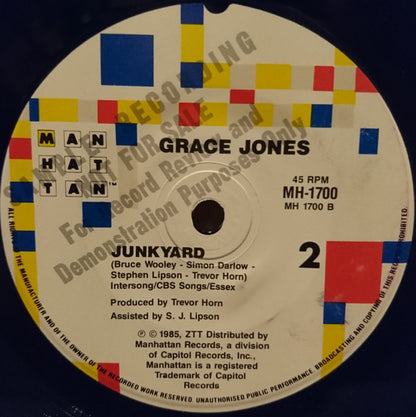 SAMPLE RECORDING
NOT FOR SALE
For Record Review and
Demonstration Purposes Only
MAN
HAT
TAN™
GRACE JONES
45 RPM
MH-1700
MH 1700 B
2
JUNKYARD
(Bruce Wooley - Simon Darlow -
Stephen Lipson - Trevor Horn)
Intersong/CBS Songs/Essex
Produced by Trevor Horn
Assisted by S. J. Lipson
℗ © 1985, ZTT Distributed by
Manhattan Records, a division
of Capitol Records, Inc.,
Manhattan is a registered
Trademark of Capitol
Records
ALL RIGHTS OF THE MANUFACTURER AND OF THE OWNER OF THE RECORDED WORK RESERVED. UNAUTHORISED PUBLIC PERFORMANCE BROADCASTING AND COPYING OF THIS RECORD